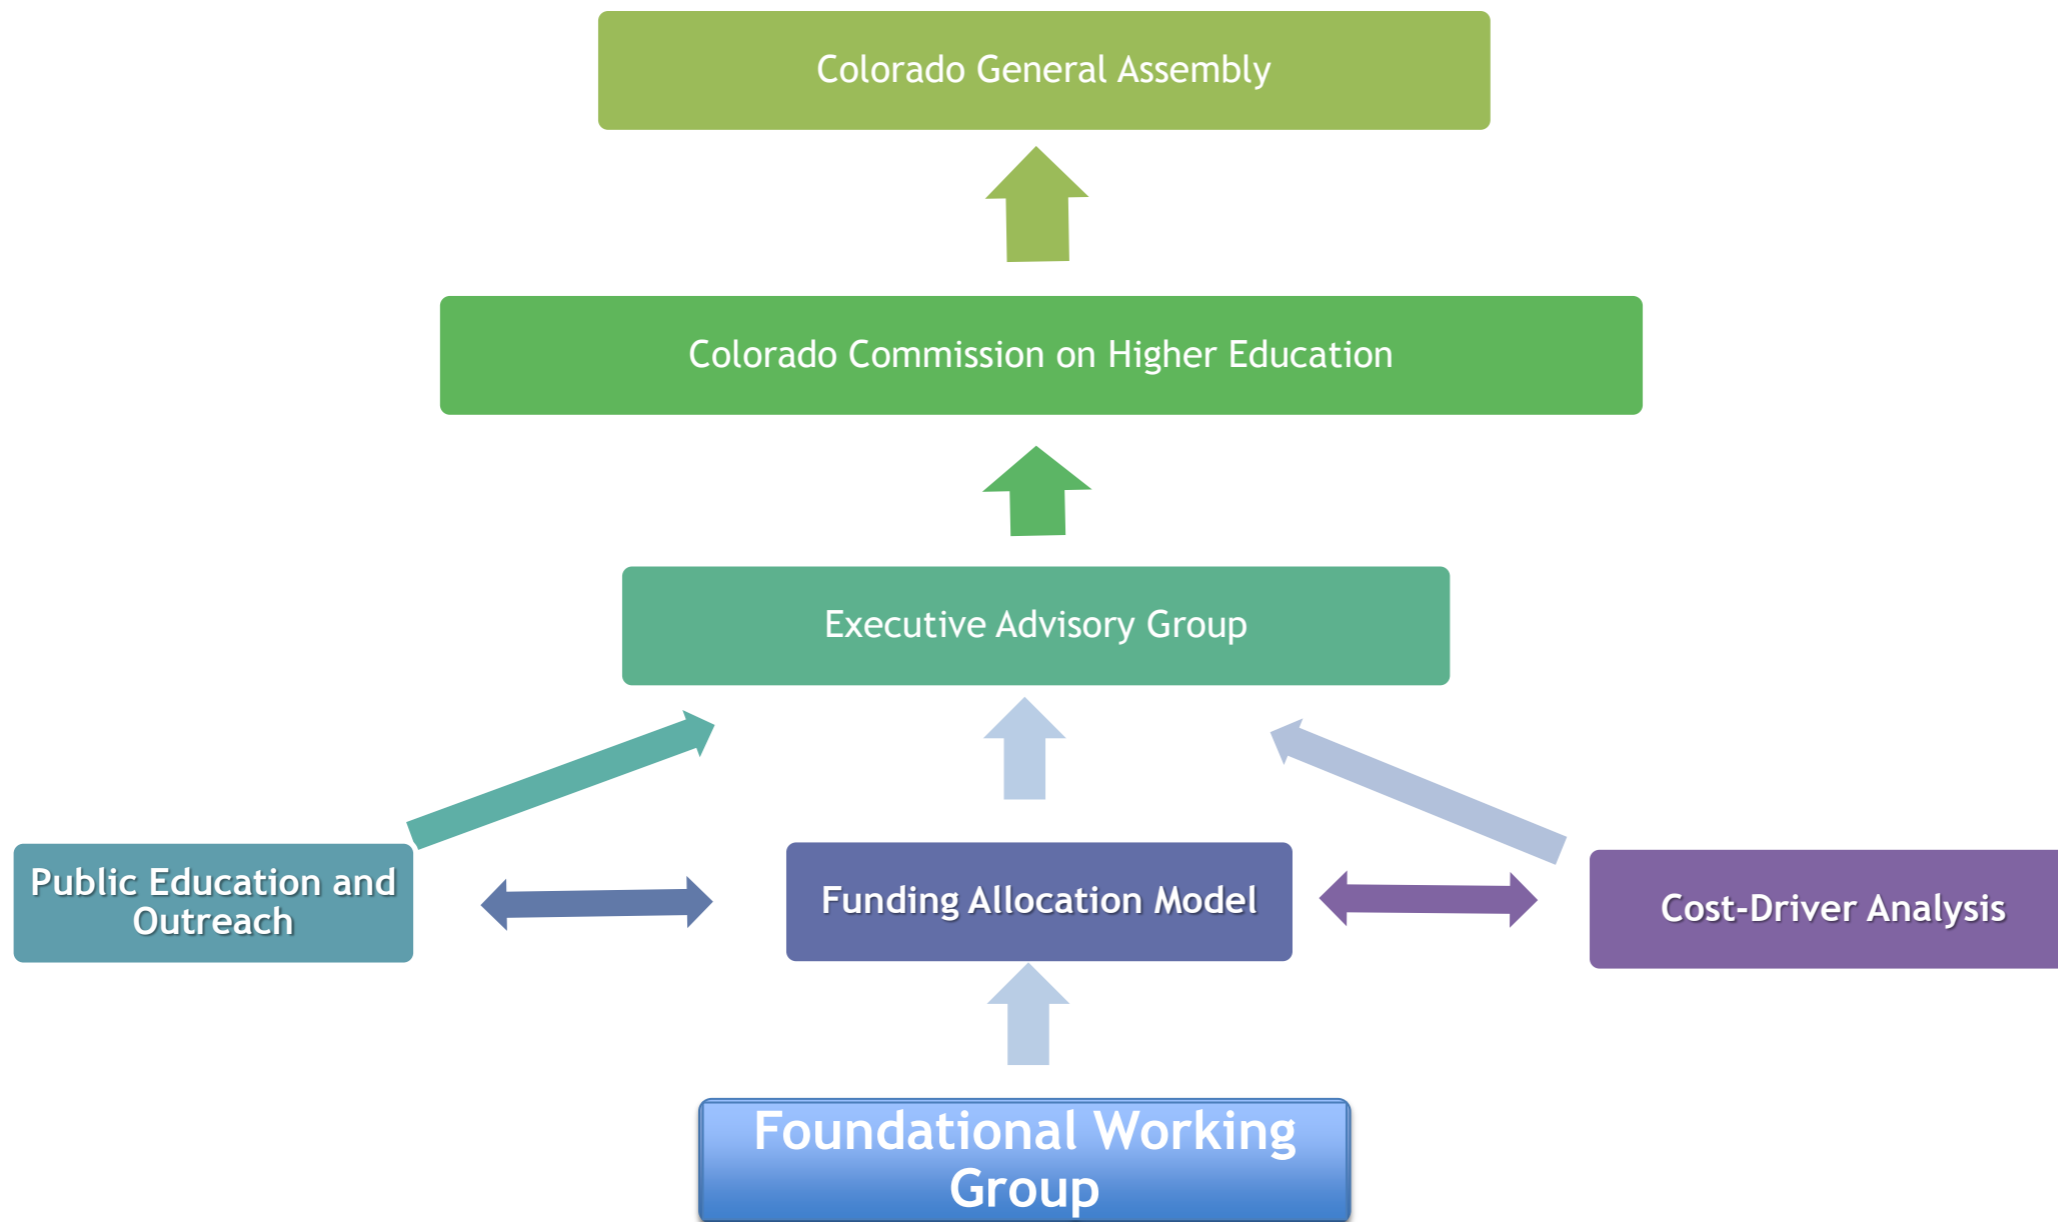 Colorado General Assembly
Colorado Commission on Higher Education
Executive Advisory Group
Public Education and
Outreach
Funding Allocation Model
Cost-Driver Analysis
Foundational Working
Group